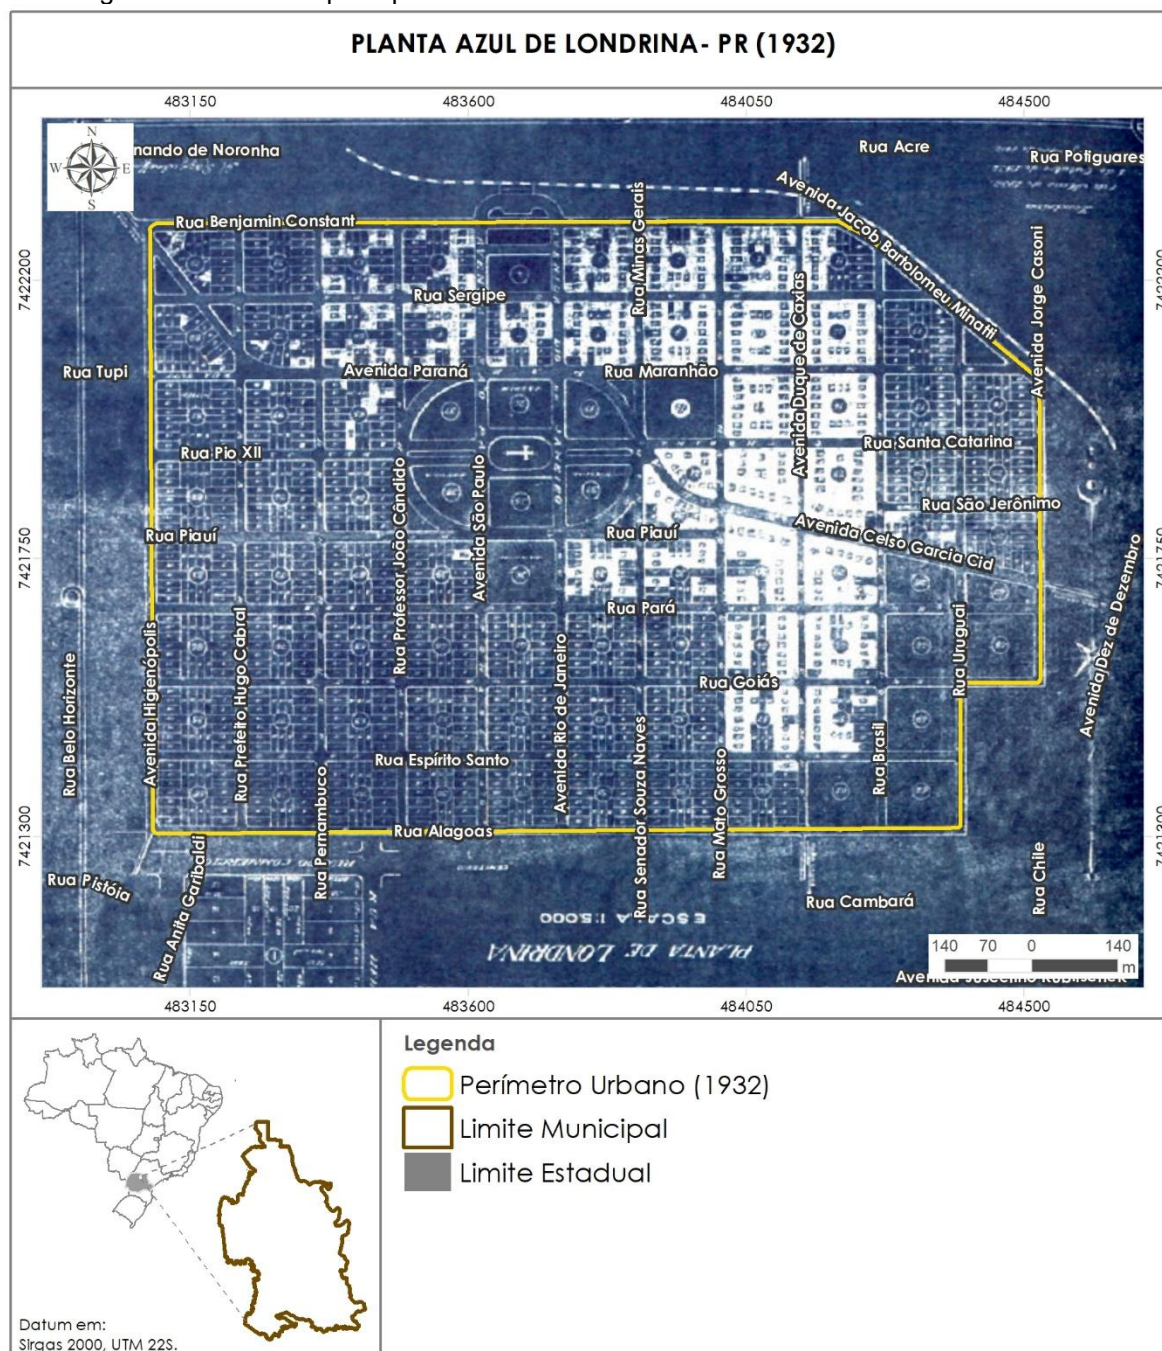 PLANTA AZUL DE LONDRINA- PR (1932)
483150 483600 484050 484500
N
W E
S
nando de Noronha
Rua Acre
Rua Potiguares
Avenida Jacob Bartolomeu Minatti
Rua Benjamin Constant
Rua Minas Gerais
Avenida Jorge Casoni
7422200 7422200
Rua Sergipe
Avenida Duque de Caxias
Rua Tupi
Avenida Paraná
Rua Maranhão
Rua Pio XII
Rua Santa Catarina
Rua Professor João Cândido
Avenida São Paulo
Rua São Jerônimo
Rua Piauí
Rua Piauí
Avenida Celso Garcia Cid
7421750 7421750
Avenida Dez de Dezembro
Rua Pará
Avenida Higienópolis
Rua Prefeito Hugo Cabral
Avenida Rio de Janeiro
Rua Uruguai
Rua Goiás
Rua Belo Horizonte
Rua Espírito Santo
Rua Pernambuco
Rua Senador Souza Naves
Rua Mato Grosso
Rua Brasil
7421300 7421300
Rua Alagoas
Rua Pistóia
Rua Anita Garibaldi
Rua Cambará
Rua Chile
ESCALA 1:5.000
PLANTA DE LONDRINA
140 70 0 140
m
Legenda
Perímetro Urbano (1932)
Limite Municipal
Limite Estadual
Datum em:
Sirgas 2000, UTM 22S.